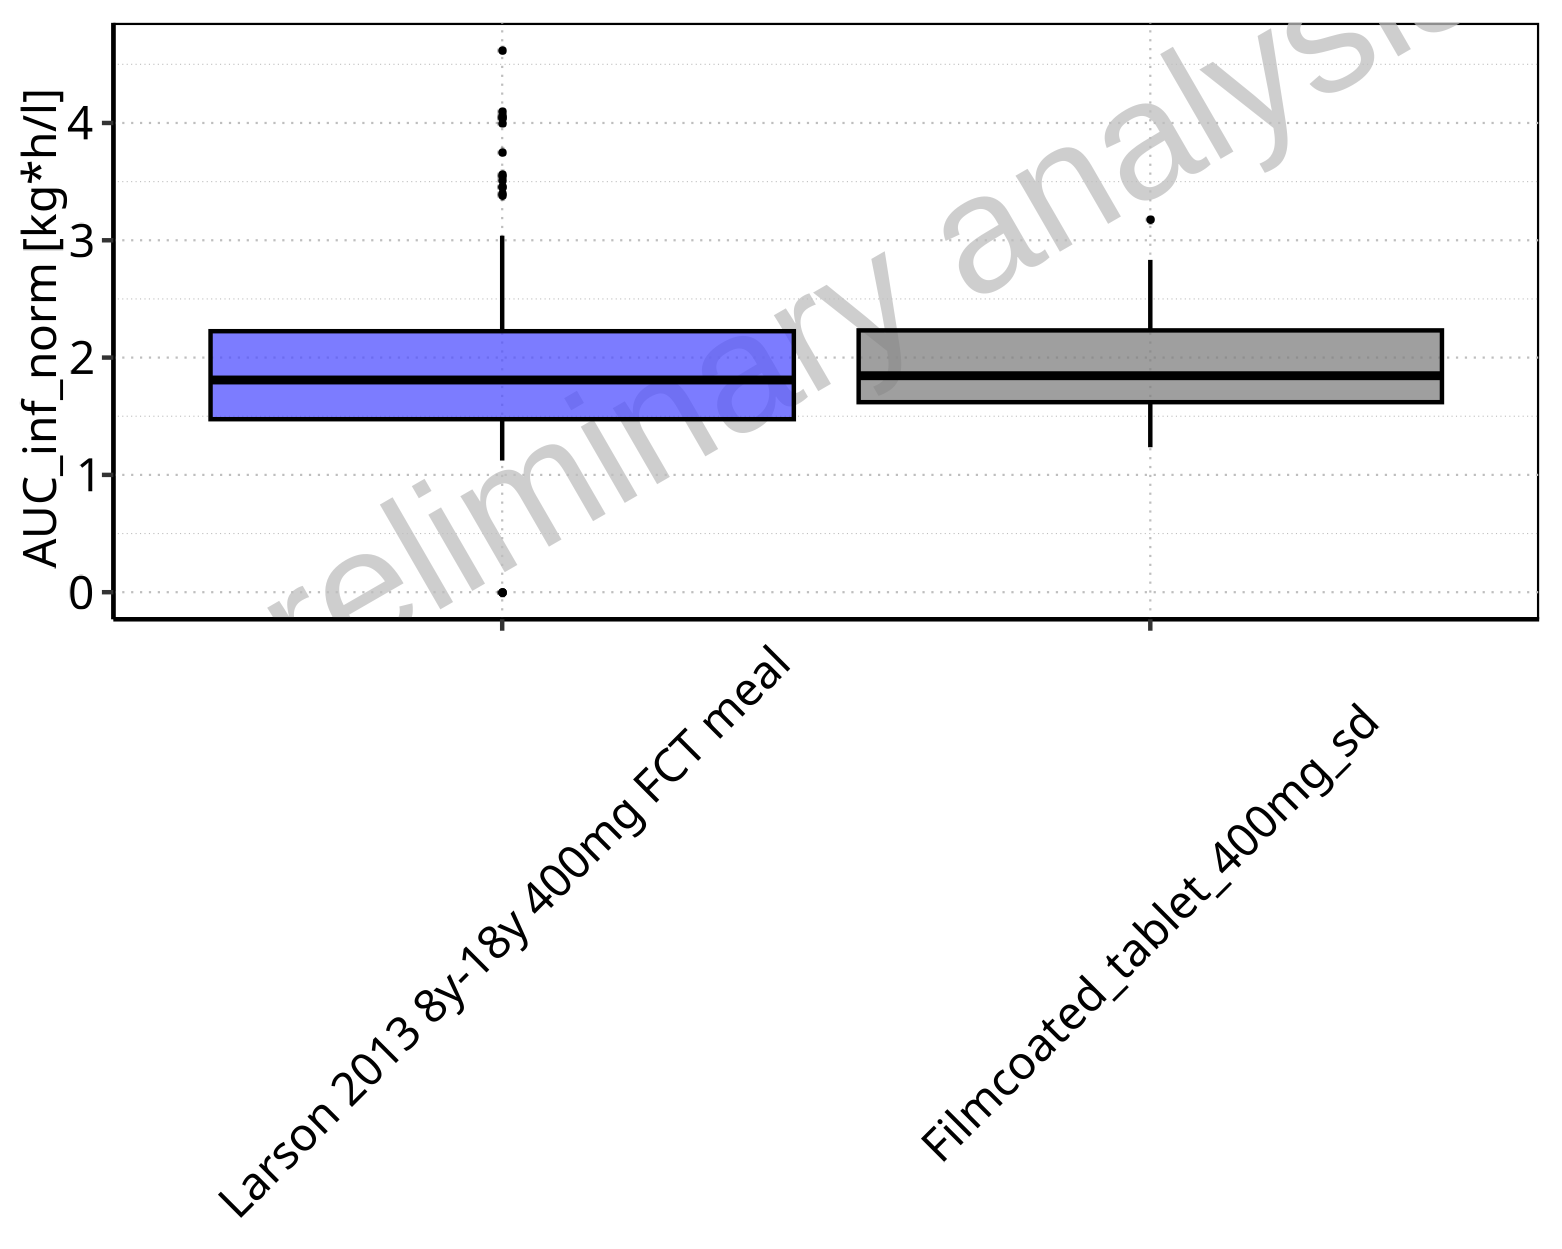 AUC_inf_norm [kg*h/l]
4
3
2
1
0
reliminary analysis
Larson 2013 8y-18y 400mg FCT meal
Filmcoated_tablet_400mg_sd